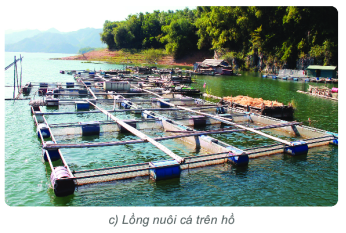 c) Lồng nuôi cá trên hồ